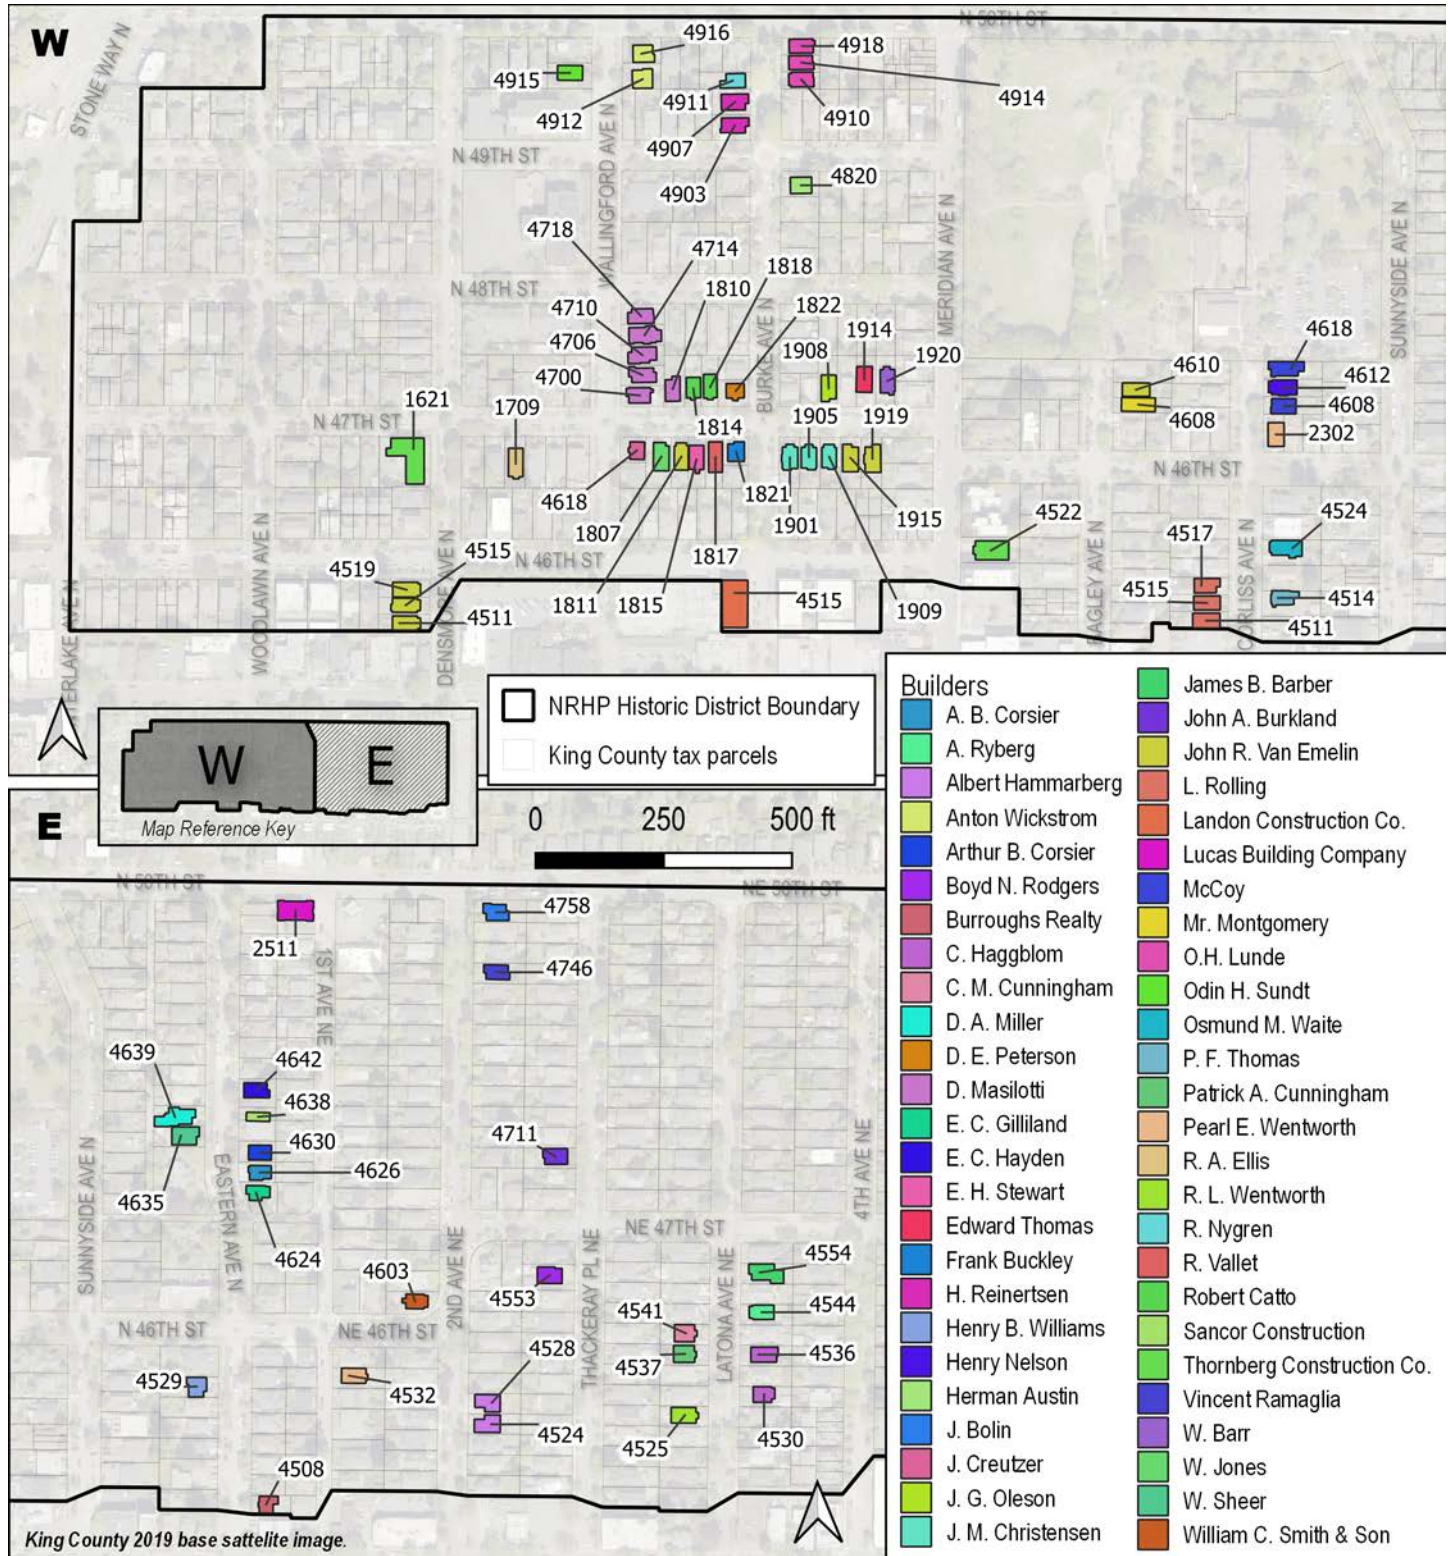 W
N 50TH ST
STONE WAY N
4916
4918
4915
4914
4912
4911
4910
4907
WALLINGFORD AVE N
N 49TH ST
4903
4820
MERIDIAN AVE N
SUNNYSIDE AVE N
4718
4714
1818
N 48TH ST
1810
4710
1822
BURKE AVE N
1914
4706
1908
1920
4618
4700
4610
4612
1621
1709
1905
1919
4608
4608
N 47TH ST
1814
2302
N 46TH ST
4618
1821
1807
1901
1915
4522
4524
4517
WOODLAWN AVE N
DENSMORE AVE N
4515
N 46TH ST
1817
BAGLEY AVE N
CORLISS AVE N
4519
4511
1811
1815
4515
1909
4515
4514
4511
INTERLAKE AVE N
NRHP Historic District Boundary
King County tax parcels
W
E
Map Reference Key
Builders
A. B. Corsier
A. Ryberg
Albert Hammarberg
Anton Wickstrom
Arthur B. Corsier
Boyd N. Rodgers
Burroughs Realty
C. Haggblom
C. M. Cunningham
D. A. Miller
D. E. Peterson
D. Masilotti
E. C. Gilliland
E. C. Hayden
E. H. Stewart
Edward Thomas
Frank Buckley
H. Reinertsen
Henry B. Williams
Henry Nelson
Herman Austin
J. Bolin
J. Creutzer
J. G. Oleson
J. M. Christensen
James B. Barber
John A. Burkland
John R. Van Emelin
L. Rolling
Landon Construction Co.
Lucas Building Company
McCoy
Mr. Montgomery
O.H. Lunde
Odin H. Sundt
Osmund M. Waite
P. F. Thomas
Patrick A. Cunningham
Pearl E. Wentworth
R. A. Ellis
R. L. Wentworth
R. Nygren
R. Vallet
Robert Catto
Sancor Construction
Thornberg Construction Co.
Vincent Ramaglia
W. Barr
W. Jones
W. Sheer
William C. Smith & Son
E
0 250 500 ft
N 50TH ST
NE 50TH ST
4758
2511
1ST AVE NE
4746
4639
4642
4638
4630
4711
4626
4635
SUNNYSIDE AVE N
EASTERN AVE N
4TH AVE NE
4624
NE 47TH ST
2ND AVE NE
THACKERAY PL NE
LATONA AVE NE
4603
4554
4553
4541
4544
N 46TH ST
NE 46TH ST
4528
4537
4536
4529
4532
4524
4525
4530
4508
King County 2019 base sattelite image.